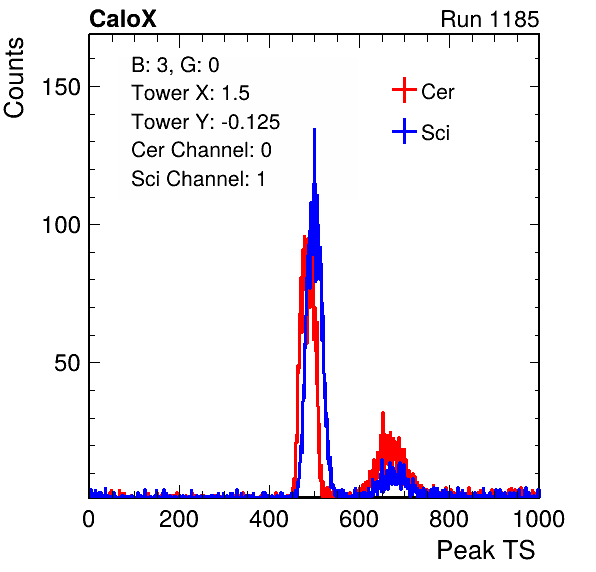 CaloX
Run 1185
Counts
B: 3, G: 0
Tower X: 1.5
Tower Y: -0.125
Cer Channel: 0
Sci Channel: 1
Cer
Sci
150
100
50
0 200 400 600 800 1000
Peak TS